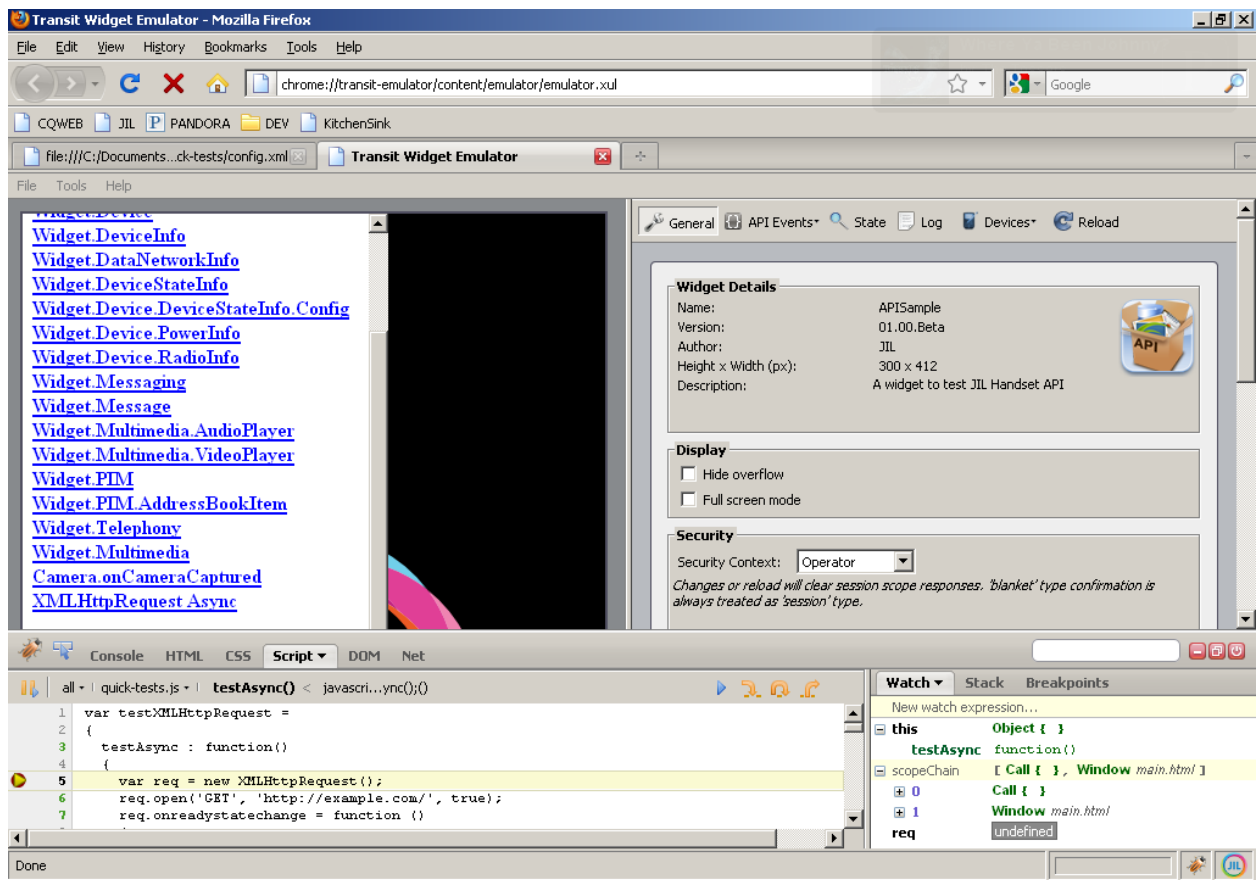 Transit Widget Emulator - Mozilla Firefox
File Edit View History Bookmarks Tools Help
chrome://transit-emulator/content/emulator/emulator.xul
Google
CQWEB JIL P PANDORA DEV KitchenSink
file:///C:/Documents...ck-tests/config.xml Transit Widget Emulator
File Tools Help
Widget.Device
Widget.DeviceInfo
Widget.DataNetworkInfo
Widget.DeviceStateInfo
Widget.Device.DeviceStateInfo.Config
Widget.Device.PowerInfo
Widget.Device.RadioInfo
Widget.Messaging
Widget.Message
Widget.Multimedia.AudioPlayer
Widget.Multimedia.VideoPlayer
Widget.PIM
Widget.PIM.AddressBookItem
Widget.Telephony
Widget.Multimedia
Camera.onCameraCaptured
XMLHttpRequest Async
General API Events State Log Devices Reload
Widget Details
Name: APISample
Version: 01.00.Beta
Author: JIL
Height x Width (px): 300 x 412
Description: A widget to test JIL Handset API
API
Display
Hide overflow
Full screen mode
Security
Security Context: Operator
Changes or reload will clear session scope responses. 'blanket' type confirmation is
always treated as 'session' type.
Console HTML CSS Script DOM Net
all quick-tests.js testAsync() < javascri...ync();()
1 var testXMLHttpRequest =
2 {
3 testAsync : function()
4 {
5 var req = new XMLHttpRequest();
6 req.open('GET', 'http://example.com/', true);
7 req.onreadystatechange = function ()
Watch Stack Breakpoints
New watch expression...
this Object { }
testAsync function()
scopeChain [ Call { }, Window main.html ]
0 Call { }
1 Window main.html
req undefined
Done
JIL